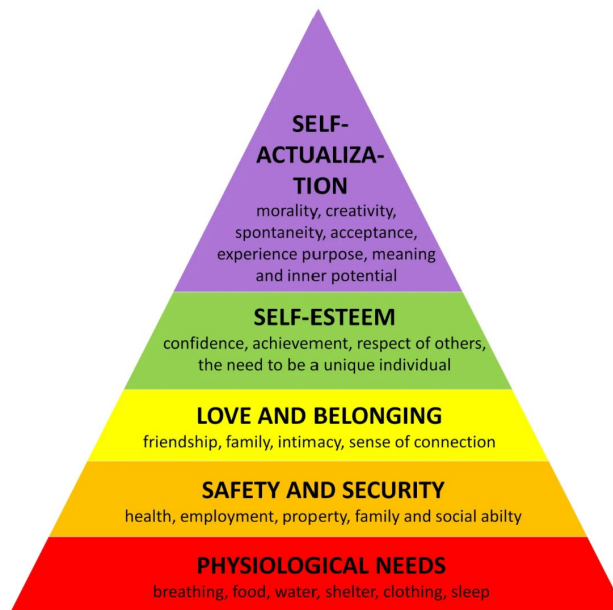 SELF-
ACTUALIZA-
TION
morality, creativity,
spontaneity, acceptance,
experience purpose, meaning
and inner potential
SELF-ESTEEM
confidence, achievement, respect of others,
the need to be a unique individual
LOVE AND BELONGING
friendship, family, intimacy, sense of connection
SAFETY AND SECURITY
health, employment, property, family and social abilty
PHYSIOLOGICAL NEEDS
breathing, food, water, shelter, clothing, sleep